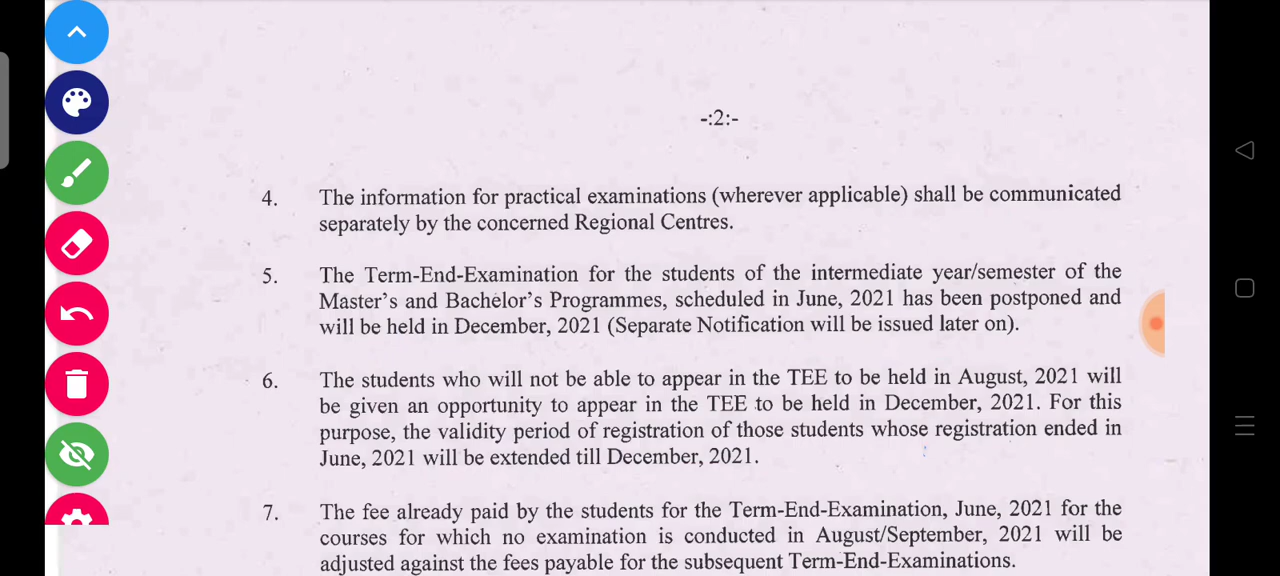 -:2:-
4. The information for practical examinations (wherever applicable) shall be communicated
separately by the concerned Regional Centres.
5. The Term-End-Examination for the students of the intermediate year/semester of the
Master's and Bachelor's Programmes, scheduled in June, 2021 has been postponed and
will be held in December, 2021 (Separate Notification will be issued later on).
6. The students who will not be able to appear in the TEE to be held in August, 2021 will
be given an opportunity to appear in the TEE to be held in December, 2021. For this
purpose, the validity period of registration of those students whose registration ended in
June, 2021 will be extended till December, 2021.
7. The fee already paid by the students for the Term-End-Examination, June, 2021 for the
courses for which no examination is conducted in August/September, 2021 will be
adjusted against the fees payable for the subsequent Term-End-Examinations.